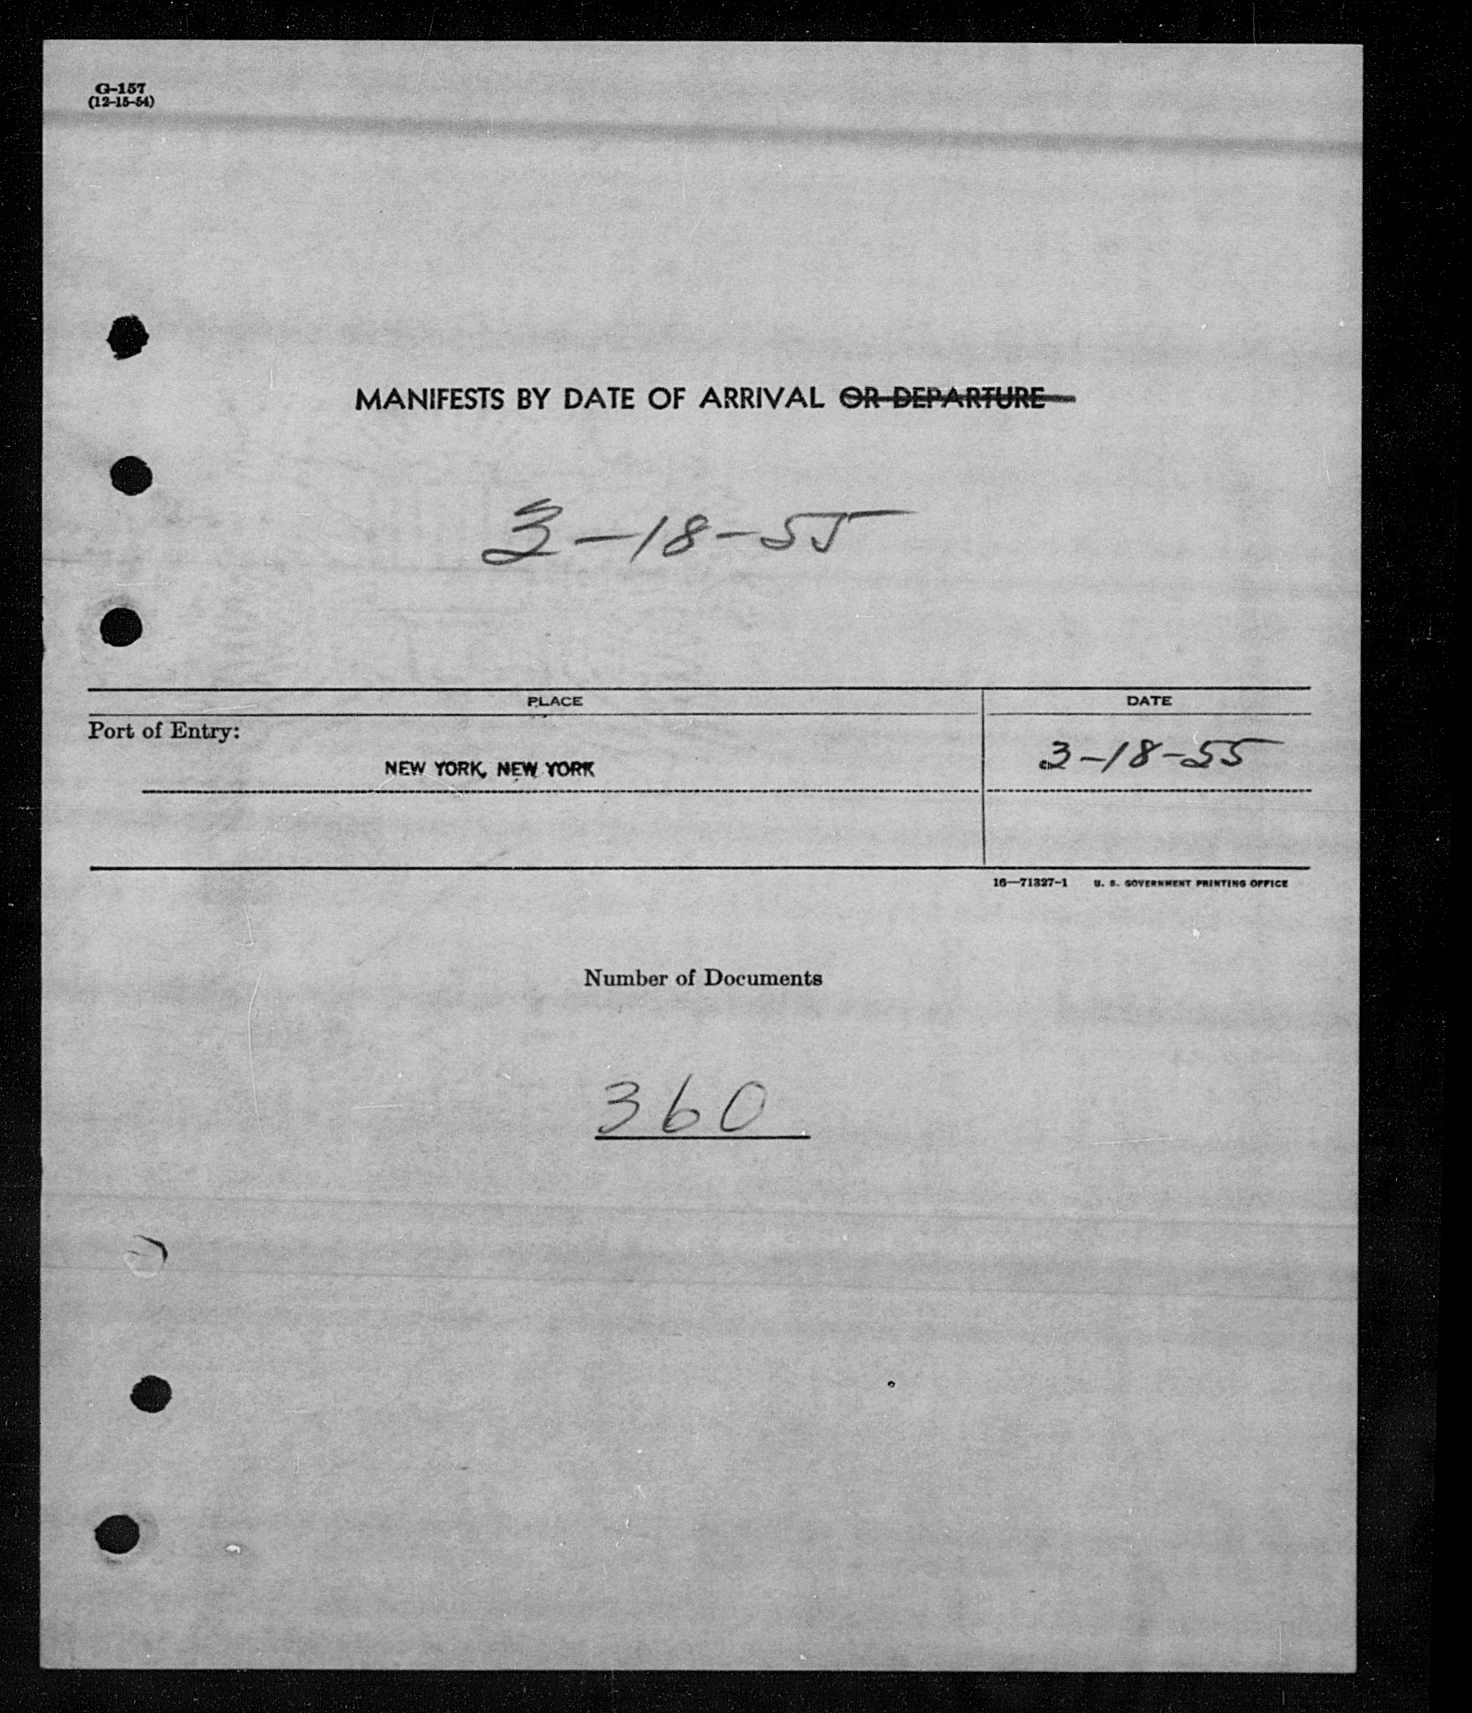 G-157
(12-15-54)
MANIFESTS BY DATE OF ARRIVAL OR DEPARTURE
3-18-55
PLACE DATE
Port of Entry:
NEW YORK, NEW YORK 3-18-55
16—71327-1 U. S. GOVERNMENT PRINTING OFFICE
Number of Documents
360